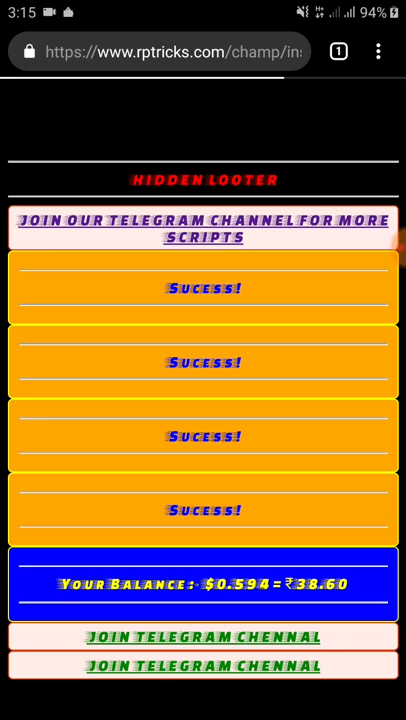 3:15
94%
https://www.rptricks.com/champ/in
1
HIDDEN LOOTER
JOIN OUR TELEGRAM CHANNEL FOR MORE
SCRIPTS
Sucess!
Sucess!
Sucess!
Sucess!
Your Balance: $0.594=₹38.60
JOIN TELEGRAM CHENNAL
JOIN TELEGRAM CHENNAL